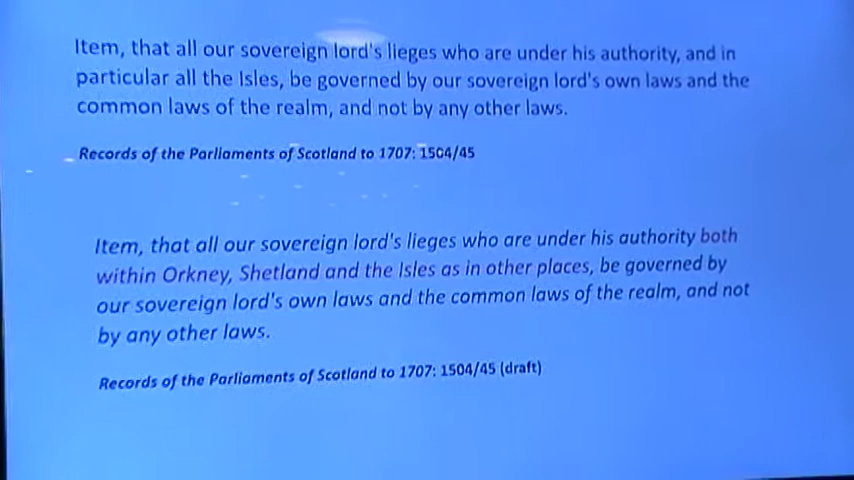 Item, that all our sovereign lord's lieges who are under his authority, and in
particular all the Isles, be governed by our sovereign lord's own laws and the
common laws of the realm, and not by any other laws.
Records of the Parliaments of Scotland to 1707: 1504/45
Item, that all our sovereign lord's lieges who are under his authority both
within Orkney, Shetland and the Isles as in other places, be governed by
our sovereign lord's own laws and the common laws of the realm, and not
by any other laws.
Records of the Parliaments of Scotland to 1707: 1504/45 (draft)